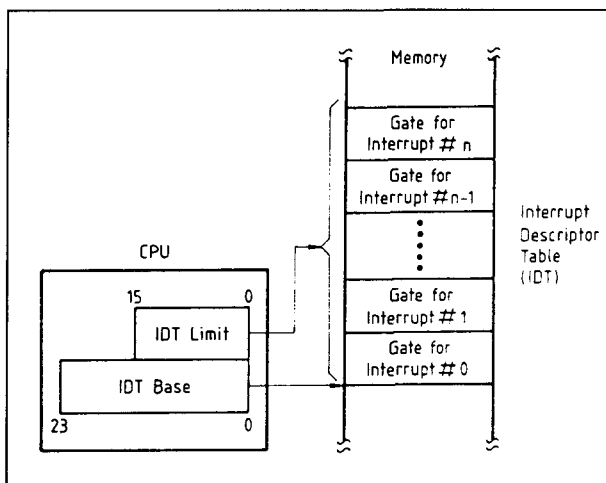 Memory
Gate for
Interrupt # n
Gate for
Interrupt # n-1
Interrupt
Descriptor
Table
(IDT)
Gate for
Interrupt # 1
Gate for
Interrupt # 0
CPU
15
0
IDT Limit
IDT Base
23
0